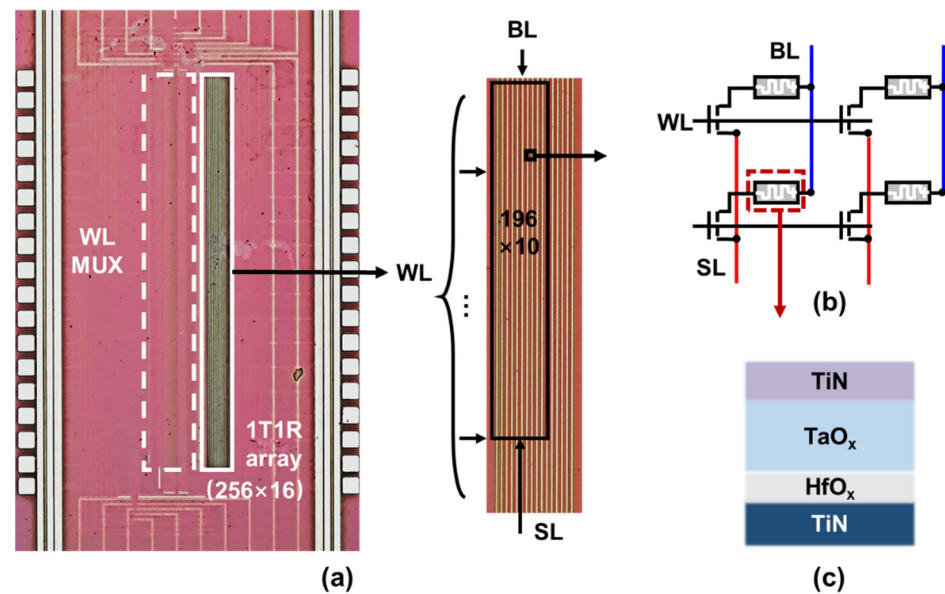 WL
MUX
1T1R
array
(256×16)
(a)
BL
WL
...
196
×10
SL
BL
WL
SL
(b)
TiN
TaOₓ
HfOₓ
TiN
(c)